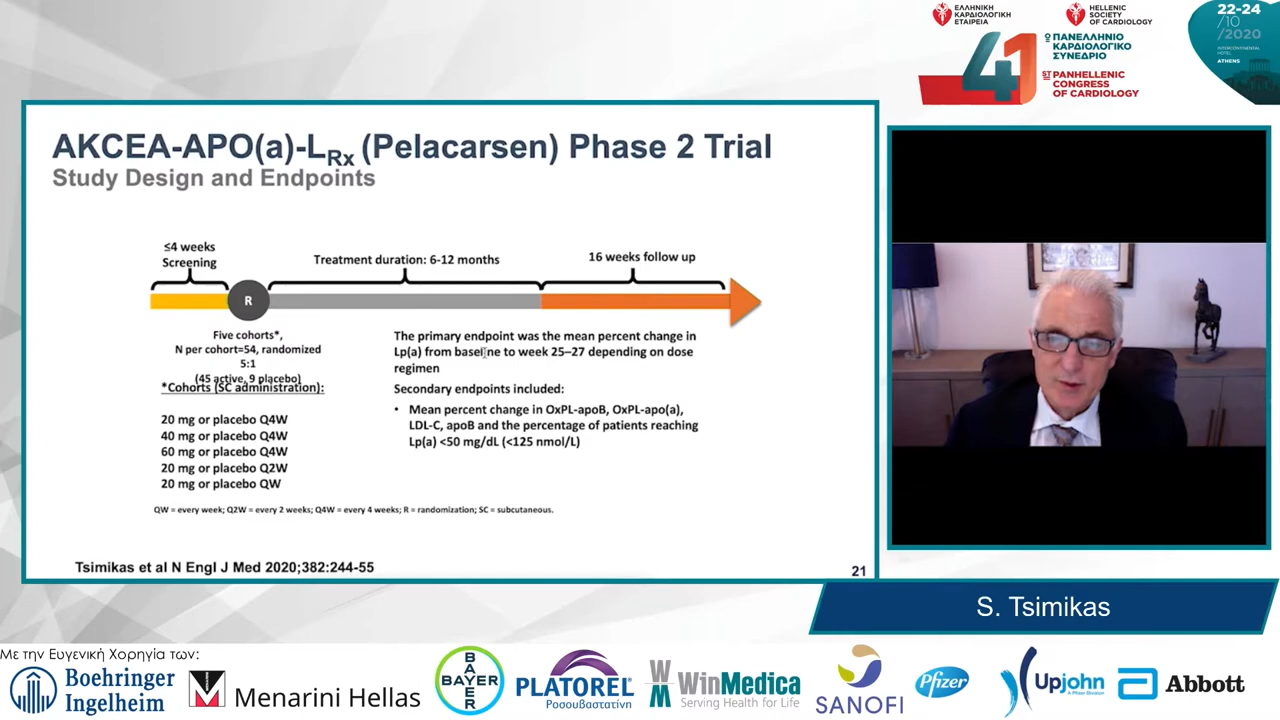 ΕΛΛΗΝΙΚΗ
ΚΑΡΔΙΟΛΟΓΙΚΗ
ΕΤΑΙΡΕΙΑ
HELLENIC
SOCIETY
OF CARDIOLOGY
41
ο ΠΑΝΕΛΛΗΝΙΟ
ΚΑΡΔΙΟΛΟΓΙΚΟ
ΣΥΝΕΔΡΙΟ
ST PANHELLENIC
CONGRESS
OF CARDIOLOGY
22-24
/10
/2020
INTERCONTINENTAL
HOTEL
ATHENS
AKCEA-APO(a)-LRx (Pelacarsen) Phase 2 Trial
Study Design and Endpoints
≤4 weeks
Screening
Treatment duration: 6-12 months
16 weeks follow up
R
Five cohorts*,
N per cohort=54, randomized
5:1
(45 active, 9 placebo)
*Cohorts (SC administration):
20 mg or placebo Q4W
40 mg or placebo Q4W
60 mg or placebo Q4W
20 mg or placebo Q2W
20 mg or placebo QW
The primary endpoint was the mean percent change in
Lp(a) from baseline to week 25–27 depending on dose
regimen
Secondary endpoints included:
• Mean percent change in OxPL-apoB, OxPL-apo(a),
LDL-C, apoB and the percentage of patients reaching
Lp(a) <50 mg/dL (<125 nmol/L)
QW = every week; Q2W = every 2 weeks; Q4W = every 4 weeks; R = randomization; SC = subcutaneous.
Tsimikas et al N Engl J Med 2020;382:244-55
21
S. Tsimikas
Με την Ευγενική Χορηγία των:
Boehringer
Ingelheim
Menarini Hellas
BAYER
BAYER
PLATOREL
Ροσουβαστατίνη
WinMedica
Serving Health for Life
SANOFI
Pfizer
Upjohn
A Pfizer Division
Abbott